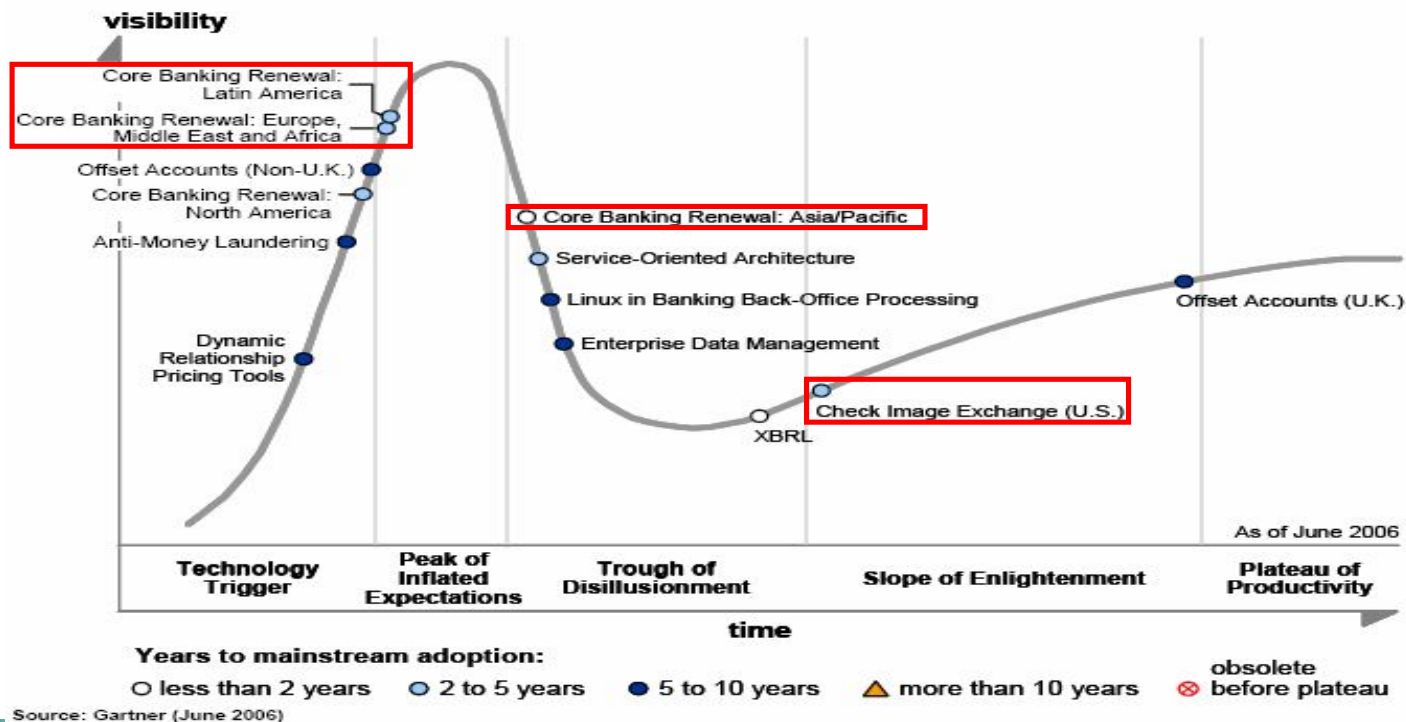 visibility
Core Banking Renewal:
Latin America
Core Banking Renewal: Europe,
Middle East and Africa
Offset Accounts (Non-U.K.)
Core Banking Renewal:
North America
Anti-Money Laundering
Dynamic
Relationship
Pricing Tools
Core Banking Renewal: Asia/Pacific
Service-Oriented Architecture
Linux in Banking Back-Office Processing
Enterprise Data Management
XBRL
Check Image Exchange (U.S.)
Offset Accounts (U.K.)
As of June 2006
Technology
Trigger
Peak of
Inflated
Expectations
Trough of
Disillusionment
Slope of Enlightenment
Plateau of
Productivity
time
Years to mainstream adoption:
less than 2 years
2 to 5 years
5 to 10 years
more than 10 years
obsolete
before plateau
Source: Gartner (June 2006)